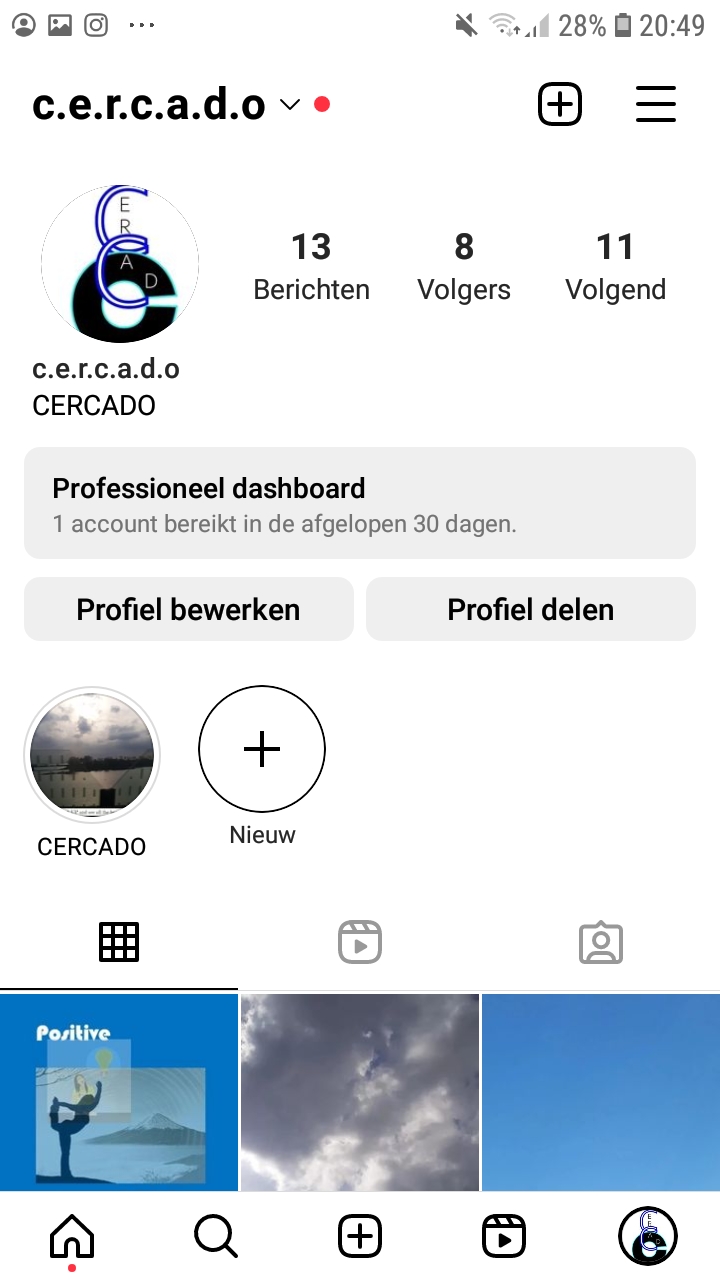 28% 20:49
c.e.r.c.a.d.o
E
R
C
A
D
13 8 11
Berichten Volgers Volgend
c.e.r.c.a.d.o
CERCADO
Professioneel dashboard
1 account bereikt in de afgelopen 30 dagen.
Profiel bewerken Profiel delen
CERCADO Nieuw
Positive